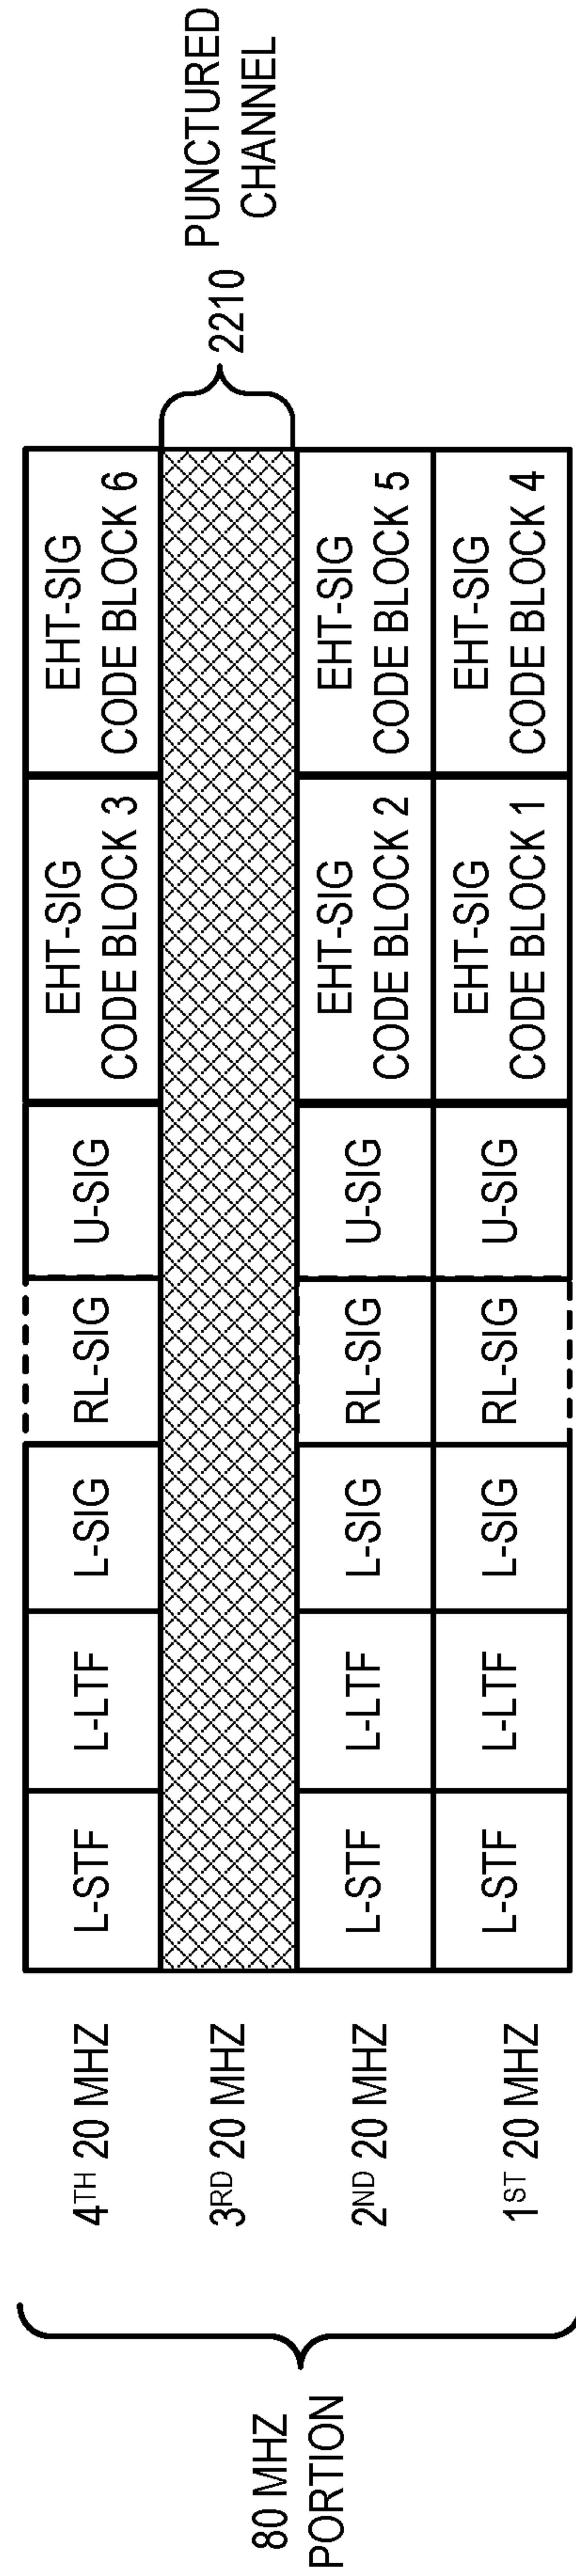 80 MHZ
PORTION
4TH 20 MHZ
L-STF
L-LTF
L-SIG
RL-SIG
U-SIG
EHT-SIG
CODE BLOCK 3
EHT-SIG
CODE BLOCK 6
3RD 20 MHZ
2210
PUNCTURED
CHANNEL
2ND 20 MHZ
L-STF
L-LTF
L-SIG
RL-SIG
U-SIG
EHT-SIG
CODE BLOCK 2
EHT-SIG
CODE BLOCK 5
1ST 20 MHZ
L-STF
L-LTF
L-SIG
RL-SIG
U-SIG
EHT-SIG
CODE BLOCK 1
EHT-SIG
CODE BLOCK 4